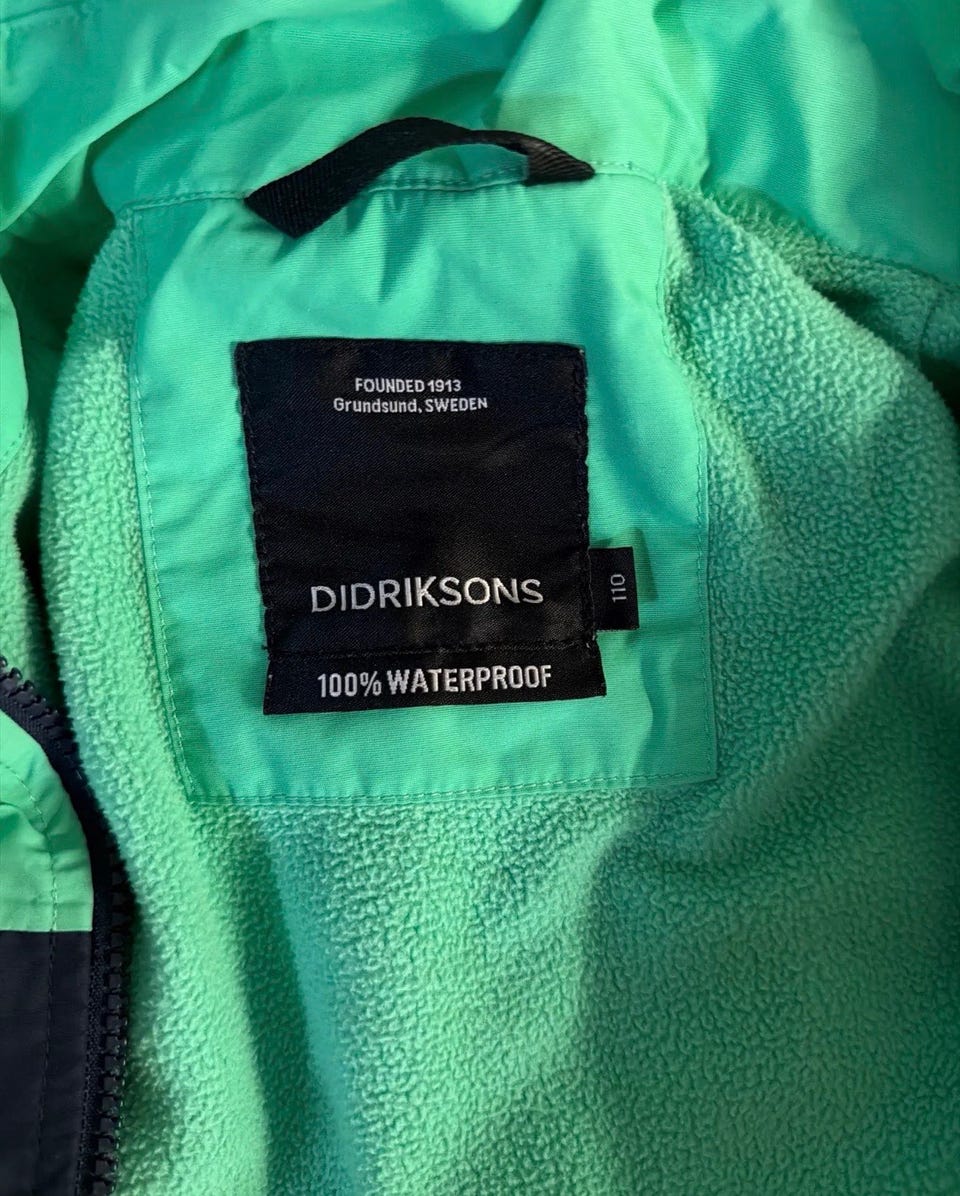 FOUNDED 1913
Grundsund, SWEDEN
DIDRIKSONS
110
100% WATERPROOF